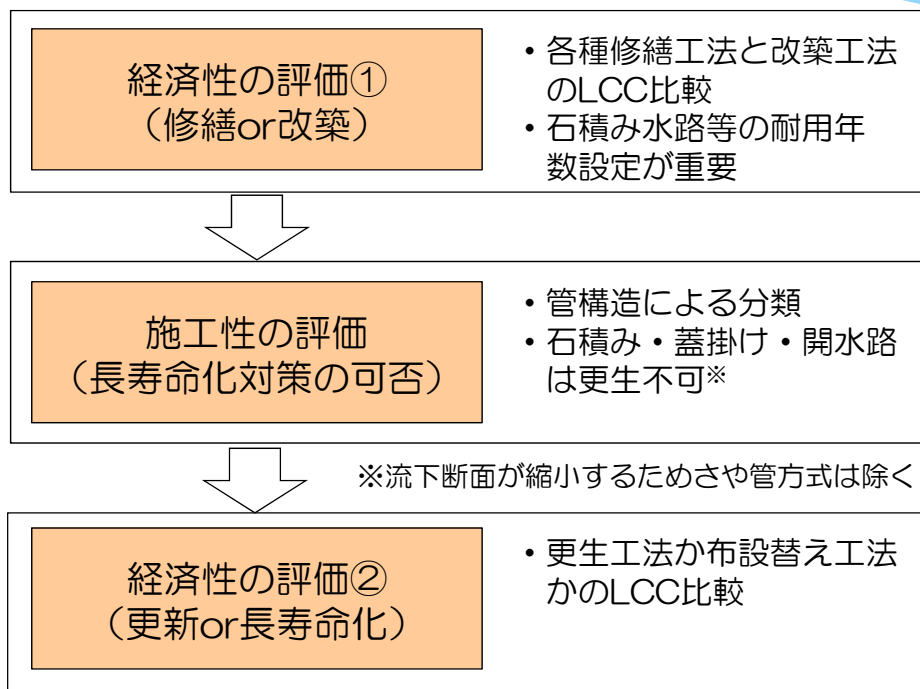 経済性の評価①
（修繕or改築）
・各種修繕工法と改築工法
のLCC比較
・石積み水路等の耐用年
数設定が重要
施工性の評価
（長寿命化対策の可否）
・管構造による分類
・石積み・蓋掛け・開水路
は更生不可※
※流下断面が縮小するためさや管方式は除く
経済性の評価②
（更新or長寿命化）
・更生工法か布設替え工法
かのLCC比較